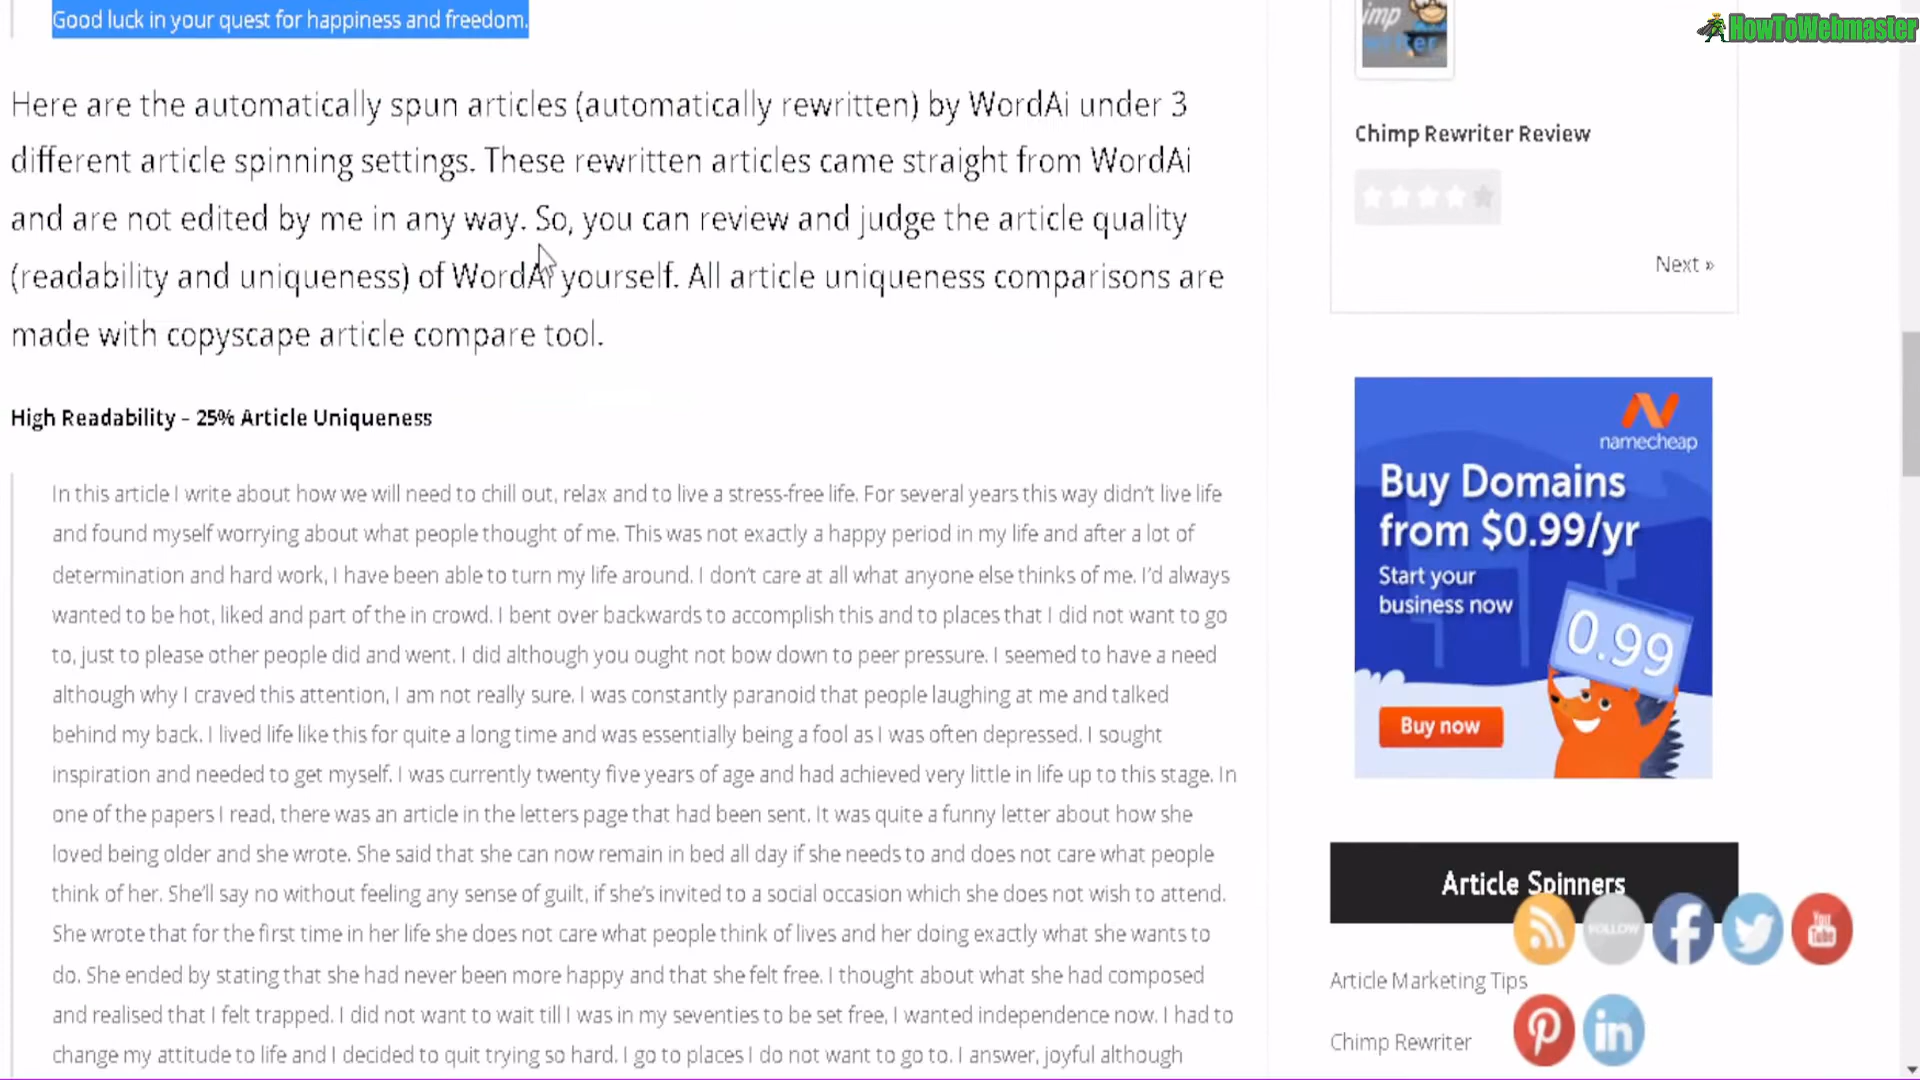 Good luck in your quest for happiness and freedom.
Here are the automatically spun articles (automatically rewritten) by WordAi under 3
different article spinning settings. These rewritten articles came straight from WordAi
and are not edited by me in any way. So, you can review and judge the article quality
(readability and uniqueness) of WordAi yourself. All article uniqueness comparisons are
made with copyscape article compare tool.
High Readability – 25% Article Uniqueness
In this article I write about how we will need to chill out, relax and to live a stress-free life. For several years this way didn't live life
and found myself worrying about what people thought of me. This was not exactly a happy period in my life and after a lot of
determination and hard work, I have been able to turn my life around. I don't care at all what anyone else thinks of me. I'd always
wanted to be hot, liked and part of the in crowd. I bent over backwards to accomplish this and to places that I did not want to go
to, just to please other people did and went. I did although you ought not bow down to peer pressure. I seemed to have a need
although why I craved this attention, I am not really sure. I was constantly paranoid that people laughing at me and talked
behind my back. I lived life like this for quite a long time and was essentially being a fool as I was often depressed. I sought
inspiration and needed to get myself. I was currently twenty five years of age and had achieved very little in life up to this stage. In
one of the papers I read, there was an article in the letters page that had been sent. It was quite a funny letter about how she
loved being older and she wrote. She said that she can now remain in bed all day if she needs to and does not care what people
think of her. She'll say no without feeling any sense of guilt, if she's invited to a social occasion which she does not wish to attend.
She wrote that for the first time in her life she does not care what people think of lives and her doing exactly what she wants to
do. She ended by stating that she had never been more happy and that she felt free. I thought about what she had composed
and realised that I felt trapped. I did not want to wait till I was in my seventies to be set free, I wanted independence now. I had to
change my attitude to life and I decided to quit trying so hard. I go to places I do not want to go to. I answer, joyful although
HowToWebmaster
imp
Chimp Rewriter Review
Next »
namecheap
Buy Domains
from $0.99/yr
Start your
business now
0.99
Buy now
Article Spinners
FOLLOW
You
Tube
Article Marketing Tips
Chimp Rewriter
in